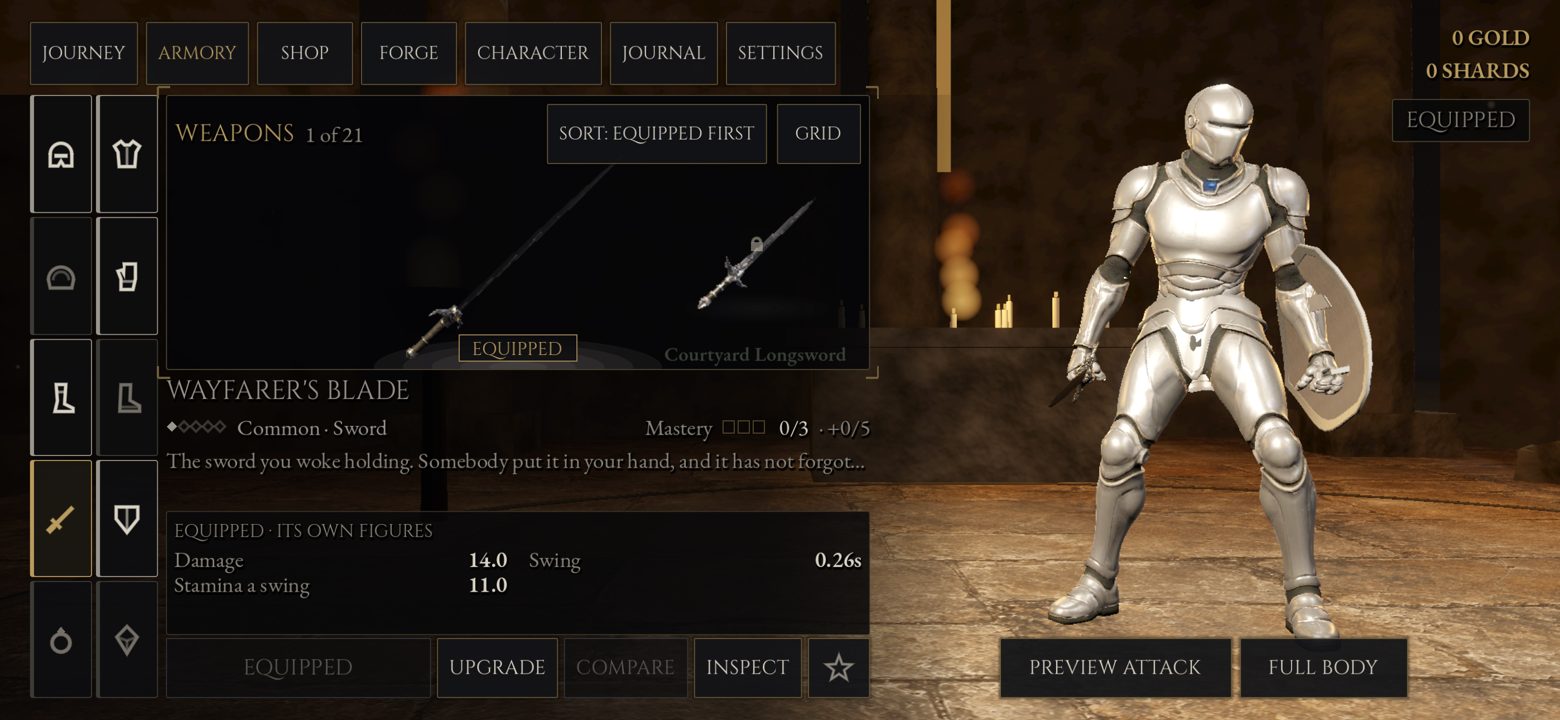 JOURNEY
ARMORY
SHOP
FORGE
CHARACTER
JOURNAL
SETTINGS
0 GOLD
0 SHARDS
EQUIPPED
WEAPONS 1 of 21
SORT: EQUIPPED FIRST
GRID
EQUIPPED
Courtyard Longsword
WAYFARER'S BLADE
Common · Sword
Mastery 0/3 · +0/5
The sword you woke holding. Somebody put it in your hand, and it has not forgot...
EQUIPPED · ITS OWN FIGURES
Damage 14.0 Swing 0.26s
Stamina a swing 11.0
EQUIPPED
UPGRADE
COMPARE
INSPECT
PREVIEW ATTACK
FULL BODY